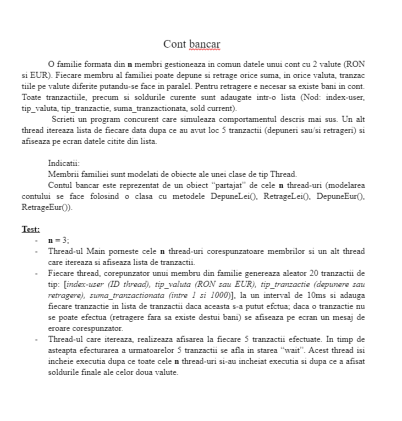 Cont bancar
O familie formata din n membri gestioneaza in comun datele unui cont cu 2 valute (RON
si EUR). Fiecare membru al familiei poate depune si retrage orice suma, in orice valuta, tranzac
tiile pe valute diferite putandu-se face in paralel. Pentru retragere e necesar sa existe bani in cont.
Toate tranzactiile, precum si soldurile curente sunt adaugate intr-o lista (Nod: index-user,
tip_valuta, tip_tranzactie, suma_tranzactionata, sold current).
Scrieti un program concurent care simuleaza comportamentul descris mai sus. Un alt
thread itereaza lista de fiecare data dupa ce au avut loc 5 tranzactii (depuneri sau/si retrageri) si
afiseaza pe ecran datele citite din lista.
Indicatii:
Membrii familiei sunt modelati de obiecte ale unei clase de tip Thread.
Contul bancar este reprezentat de un obiect “partajat” de cele n thread-uri (modelarea
contului se face folosind o clasa cu metodele DepuneLei(), RetrageLei(), DepuneEur(),
RetrageEur()).
Test:
- n = 3;
- Thread-ul Main porneste cele n thread-uri corespunzatoare membrilor si un alt thread
care itereaza si afiseaza lista de tranzactii.
- Fiecare thread, corepunzator unui membru din familie genereaza aleator 20 tranzactii de
tip: [index-user (ID thread), tip_valuta (RON sau EUR), tip_tranzactie (depunere sau
retragere), suma_tranzactionata (intre 1 si 1000)], la un interval de 10ms si adauga
fiecare tranzactie in lista de tranzactii daca aceasta s-a putut efectua; daca o tranzactie nu
se poate efectua (retragere fara sa existe destui bani) se afiseaza pe ecran un mesaj de
eroare corespunzator.
- Thread-ul care itereaza, realizeaza afisarea la fiecare 5 tranzactii efectuate. In timp de
asteapta efecturarea a urmatoarelor 5 tranzactii se afla in starea “wait”. Acest thread isi
incheie executia dupa ce toate cele n thread-uri si-au incheiat executia si dupa ce a afisat
soldurile finale ale celor doua valute.